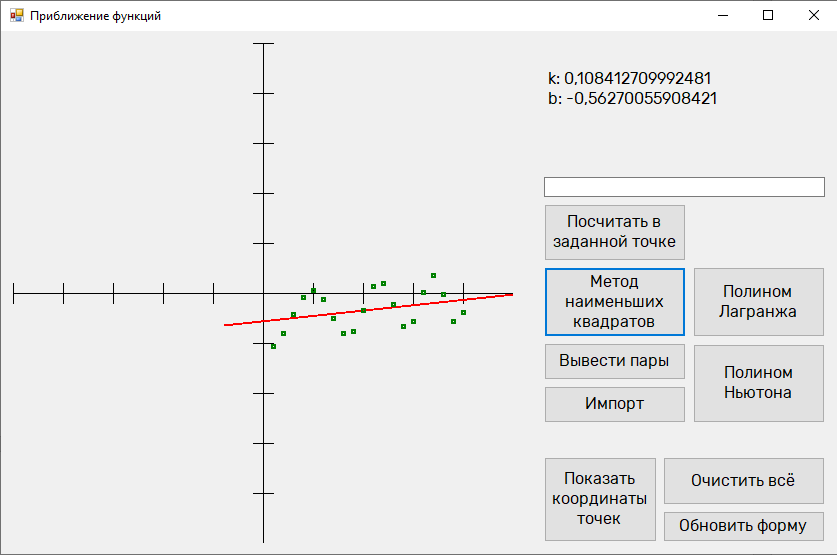 Приближение функций
k: 0,108412709992481
b: -0,56270055908421
Посчитать в
заданной точке
Метод
наименьших
квадратов
Полином
Лагранжа
Вывести пары
Полином
Ньютона
Импорт
Показать
координаты
точек
Очистить всё
Обновить форму